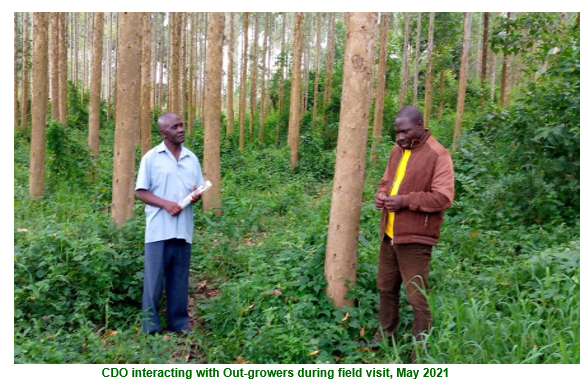 CDO interacting with Out-growers during field visit, May 2021